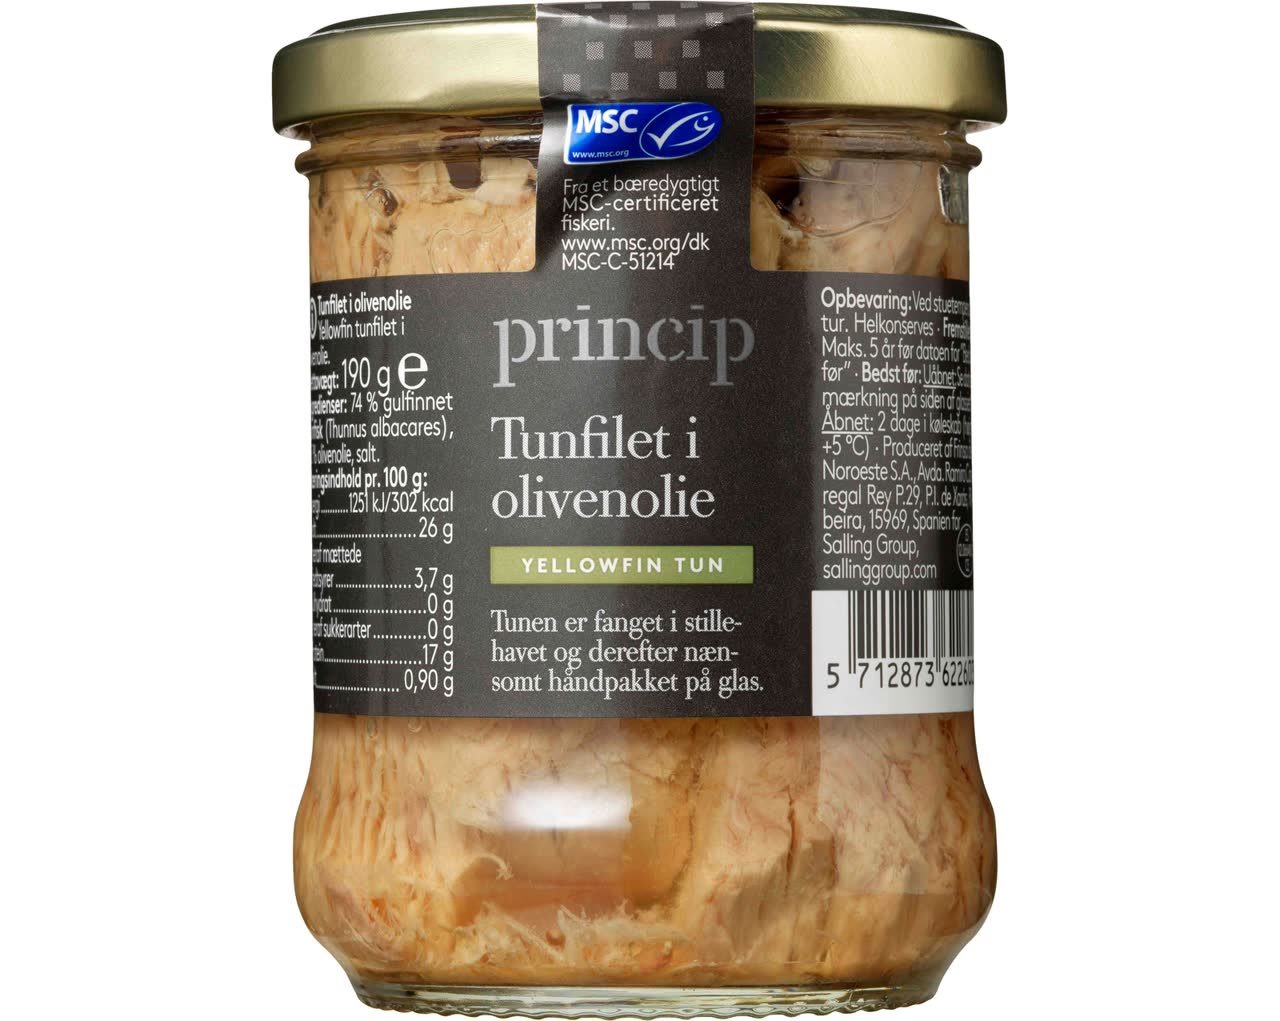 MSC
www.msc.org
Fra et bæredygtigt
MSC-certificeret
fiskeri.
www.msc.org/dk
MSC-C-51214
princip
Tunfilet i
olivenolie
YELLOWFIN TUN
Tunen er fanget i stille-
havet og derefter næn-
somt håndpakket på glas.
Tunfilet i olivenolie
Yellowfin tunfilet i
190 g e
74 % gulfinnet
(Thunnus albacares),
olivenolie, salt.
pr. 100 g:
1251 kJ/302 kcal
26 g
mættede
3,7 g
0 g
sukkerarter 0 g
17 g
0,90 g
Opbevaring: Ved
tur. Helkonserves ·
Maks. 5 år før datoen for
før" · Bedst før: Uåbnet:
mærkning på siden af
Åbnet: 2 dage i køleskab
+5 °C) · Produceret af
Noroeste S.A., Avda.
regal Rey P.29, P.I. de
beira, 15969, Spanien for
Salling Group,
sallinggroup.com
5 712873